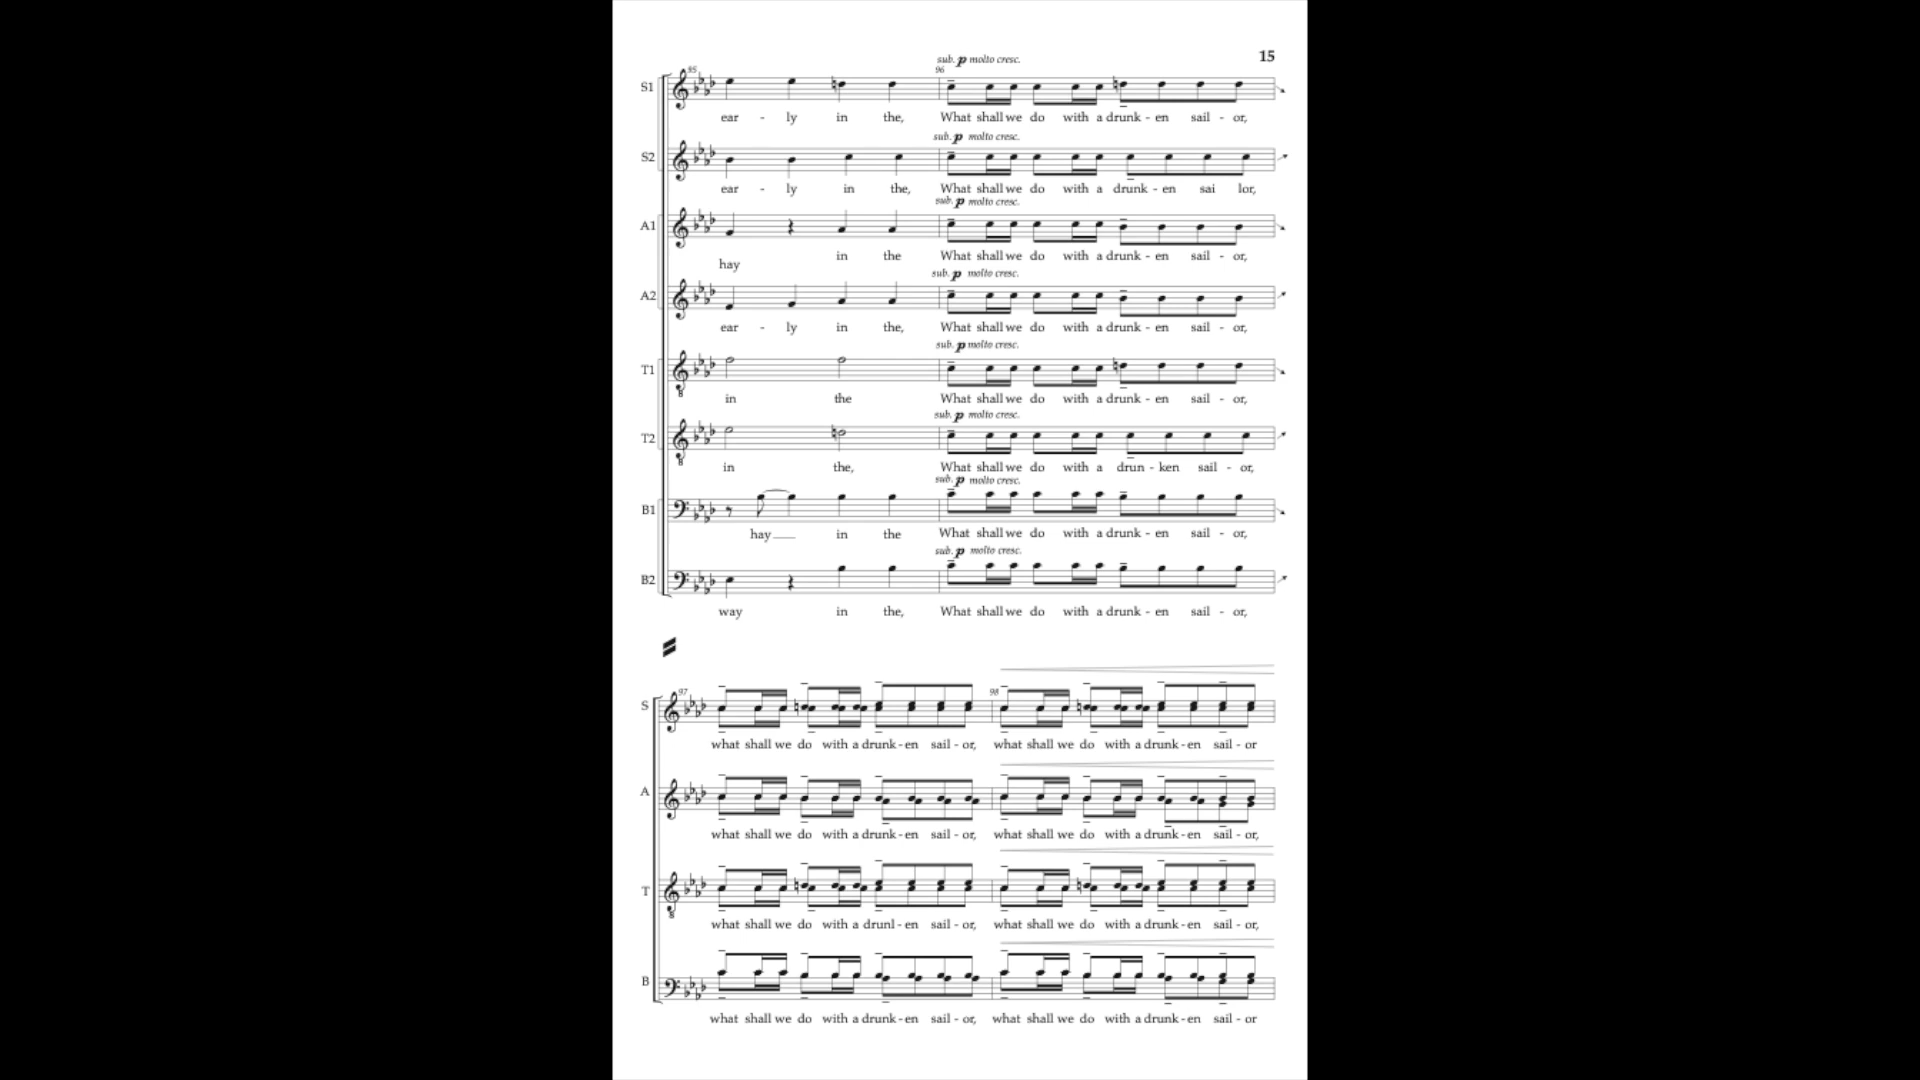 15
sub. p molto cresc.
95 96
S1
ear - ly in the, What shall we do with a drunk - en sail - or,
sub. p molto cresc.
S2
ear - ly in the, What shall we do with a drunk - en sai lor,
sub. p molto cresc.
A1
hay in the What shall we do with a drunk - en sail - or,
sub. p molto cresc.
A2
ear - ly in the, What shall we do with a drunk - en sail - or,
sub. p molto cresc.
T1
8
in the What shall we do with a drunk - en sail - or,
sub. p molto cresc.
T2
8
in the, What shall we do with a drun - ken sail - or,
sub. p molto cresc.
B1
hay in the What shall we do with a drunk - en sail - or,
sub. p molto cresc.
B2
way in the, What shall we do with a drunk - en sail - or,
97 98
S
what shall we do with a drunk - en sail - or, what shall we do with a drunk - en sail - or
A
what shall we do with a drunk - en sail - or, what shall we do with a drunk - en sail - or,
T
8
what shall we do with a drunl - en sail - or, what shall we do with a drunk - en sail - or,
B
what shall we do with a drunk - en sail - or, what shall we do with a drunk - en sail - or